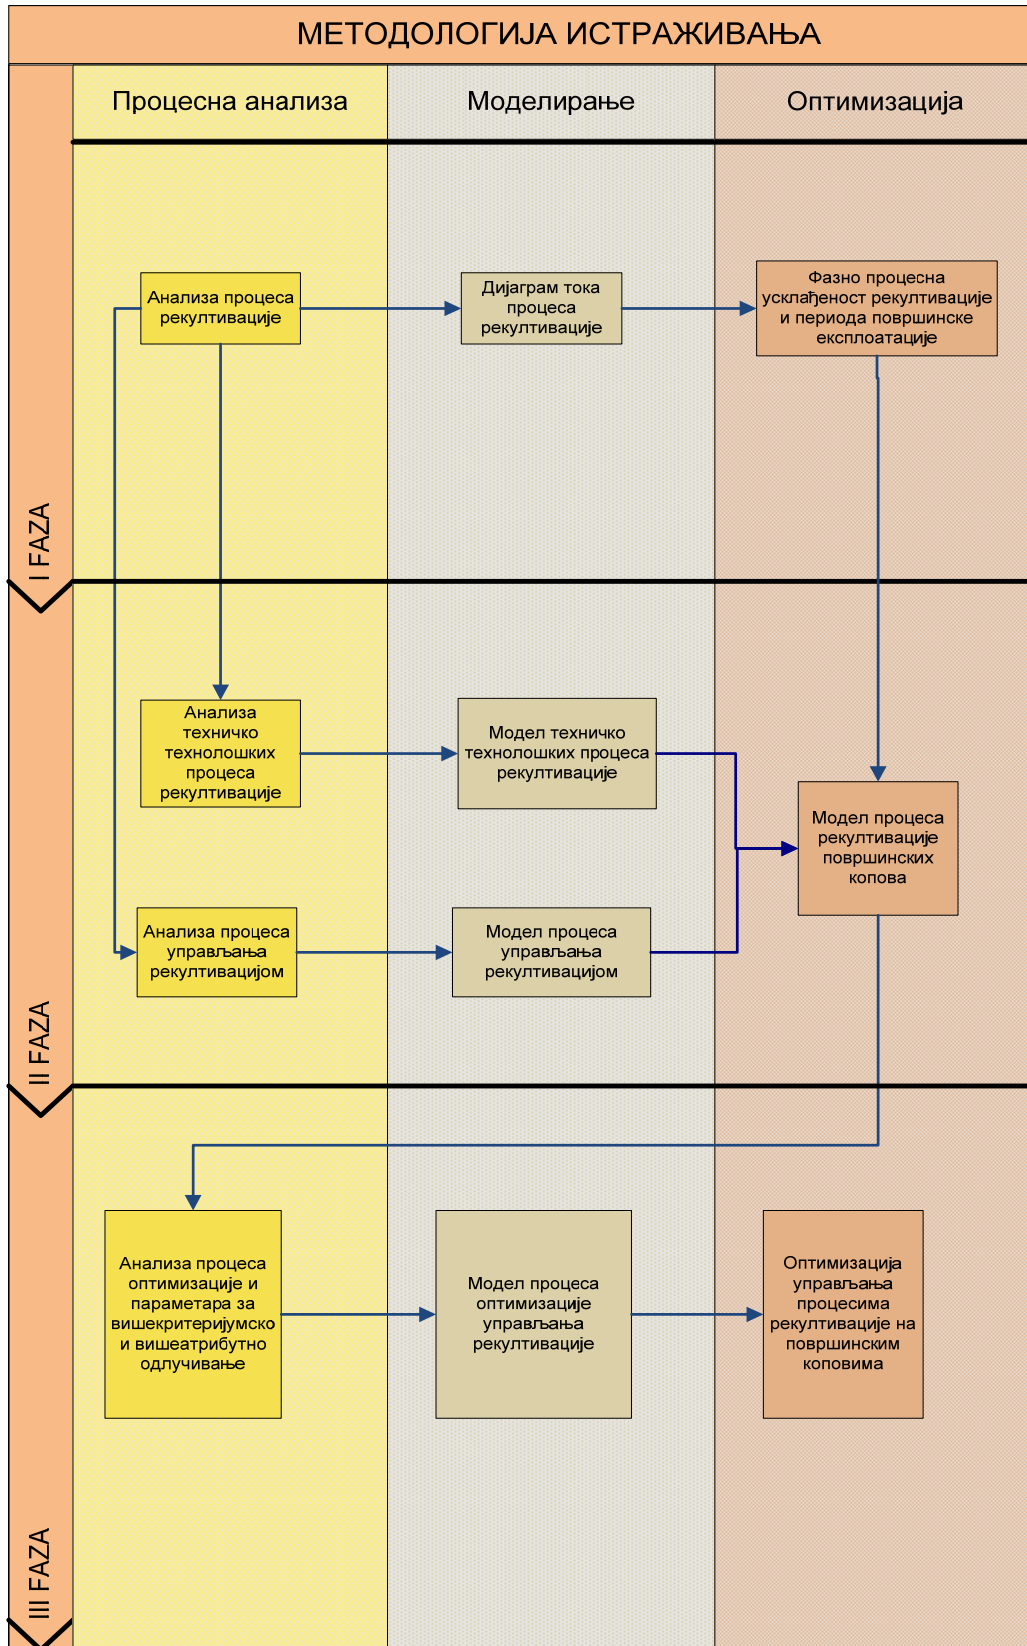 МЕТОДОЛОГИЈА ИСТРАЖИВАЊА
Процесна анализа
Моделирање
Оптимизација
I FAZA
Анализа процеса
рекултивације
Дијаграм тока
процеса
рекултивације
Фазно процесна
усклађеност рекултивације
и периода површинске
експлоатације
II FAZA
Анализа
техничко
технолошких
процеса
рекултивације
Модел техничко
технолошких процеса
рекултивације
Модел процеса
рекултивације
површинских
копова
Анализа процеса
управљања
рекултивацијом
Модел процеса
управљања
рекултивацијом
III FAZA
Анализа процеса
оптимизације и
параметара за
вишекритеријумско
и вишеатрибутно
одлучивање
Модел процеса
оптимизације
управљања
рекултивације
Оптимизација
управљања
процесима
рекултивације на
површинским
коповима